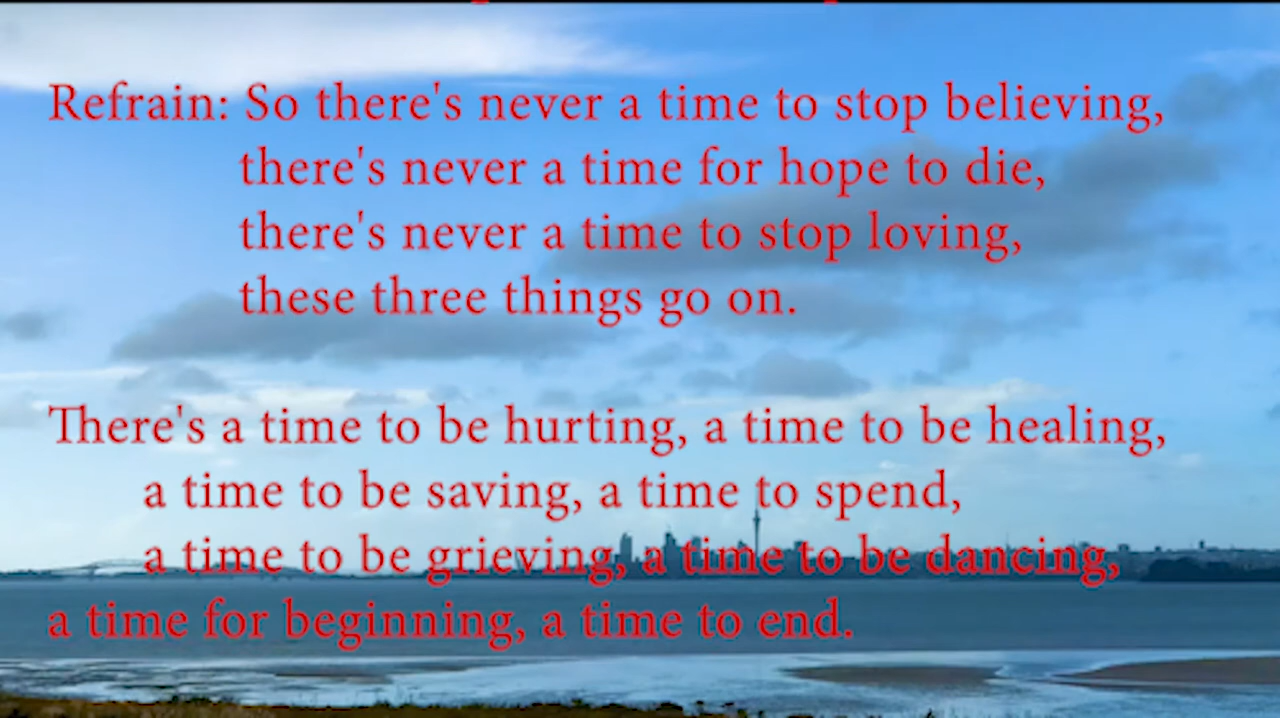 Refrain: So there's never a time to stop believing,
there's never a time for hope to die,
there's never a time to stop loving,
these three things go on.
There's a time to be hurting, a time to be healing,
a time to be saving, a time to spend,
a time to be grieving, a time to be dancing,
a time for beginning, a time to end.